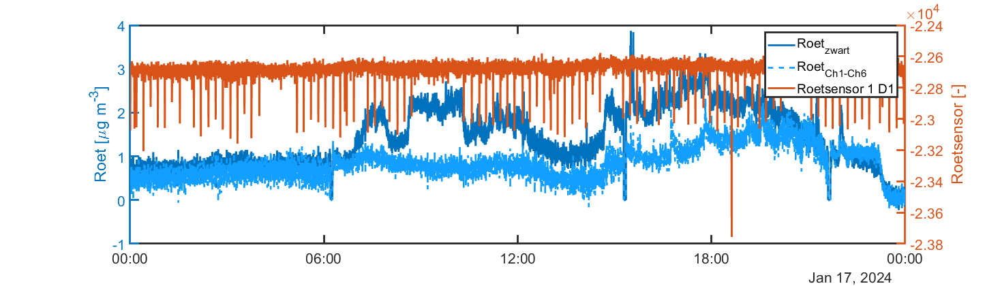 ×10⁴
4
3
2
1
0
-1
Roet [μg m⁻³]
-2.24
-2.26
-2.28
-2.3
-2.32
-2.34
-2.36
-2.38
Roetsensor [-]
Roet_zwart
Roet_Ch1-Ch6
Roetsensor 1 D1
00:00 06:00 12:00 18:00 00:00
Jan 17, 2024